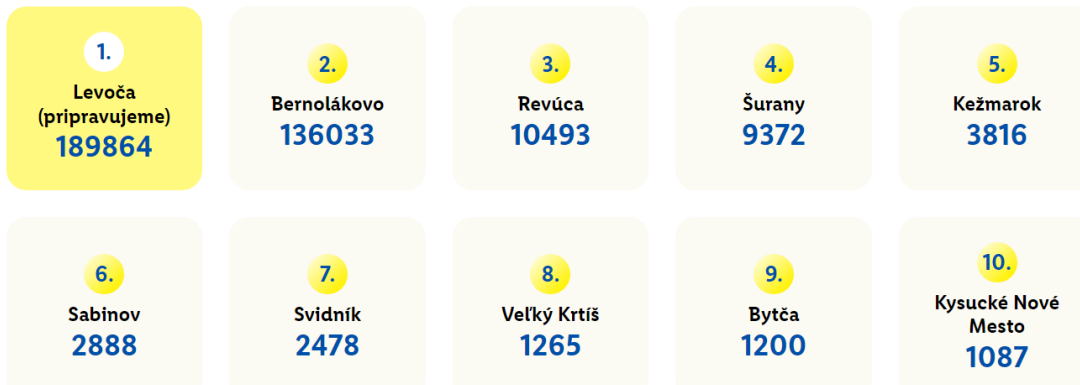 1.
Levoča
(pripravujeme)
189864
2.
Bernolákovo
136033
3.
Revúca
10493
4.
Šurany
9372
5.
Kežmarok
3816
6.
Sabinov
2888
7.
Svidník
2478
8.
Veľký Krtíš
1265
9.
Bytča
1200
10.
Kysucké Nové
Mesto
1087